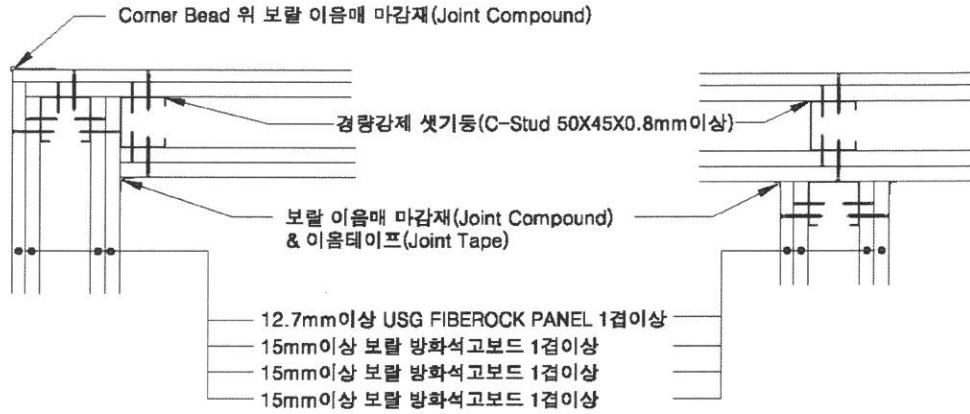 Corner Bead 위 보랄 이음매 마감재(Joint Compound)
경량강제 샛기둥(C-Stud 50X45X0.8mm이상)
보랄 이음매 마감재(Joint Compound)
& 이음테이프(Joint Tape)
12.7mm이상 USG FIBEROCK PANEL 1겹이상
15mm이상 보랄 방화석고보드 1겹이상
15mm이상 보랄 방화석고보드 1겹이상
15mm이상 보랄 방화석고보드 1겹이상